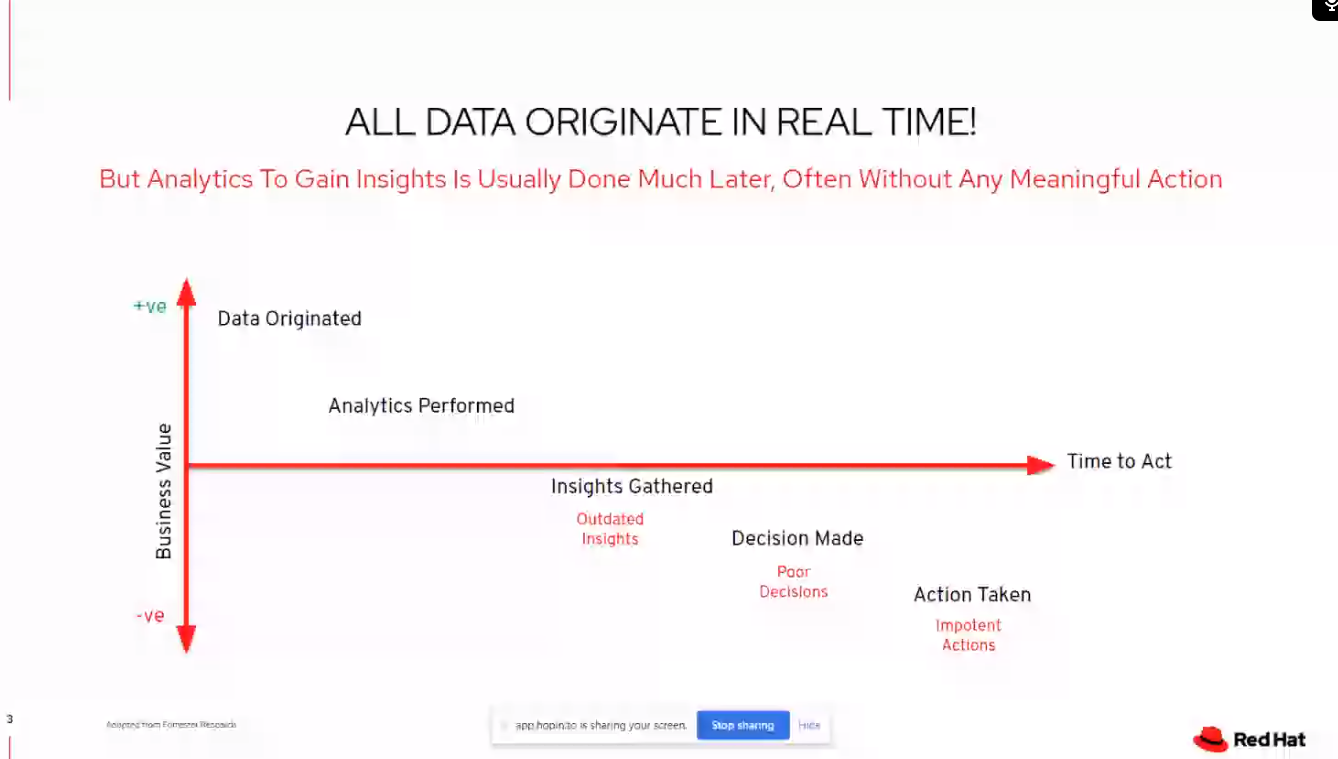 ALL DATA ORIGINATE IN REAL TIME!
But Analytics To Gain Insights Is Usually Done Much Later, Often Without Any Meaningful Action
+ve
Data Originated
Analytics Performed
Business Value
Time to Act
Insights Gathered
Outdated
Insights
Decision Made
Poor
Decisions
Action Taken
Impotent
Actions
-ve
3
Adapted from Forrester Research
app.hopin.to is sharing your screen.
Stop sharing
Hide
Red Hat